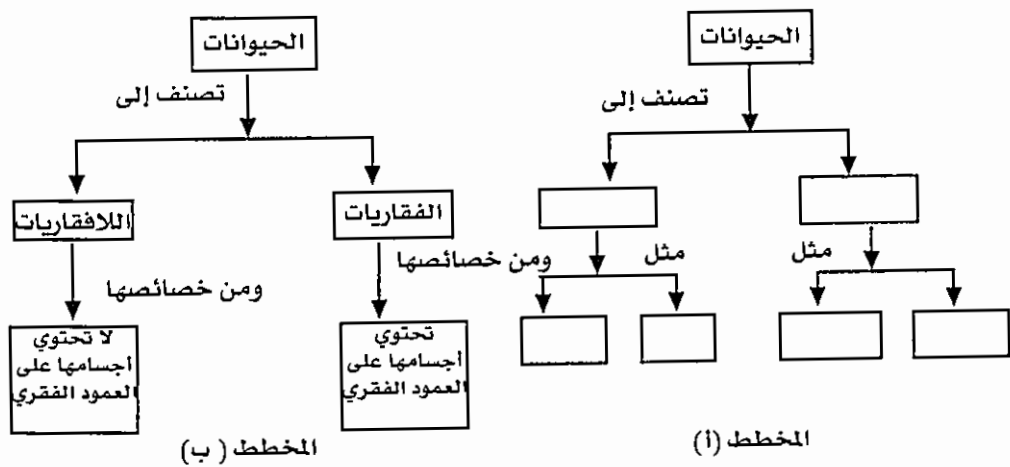 الحيوانات
تصنف إلى
مثل
مثل
المخطط (أ)
الحيوانات
تصنف إلى
الفقاريات
اللافقاريات
ومن خصائصها
ومن خصائصها
تحتوي
أجسامها على
العمود الفقري
لا تحتوي
أجسامها على
العمود الفقري
المخطط (ب)